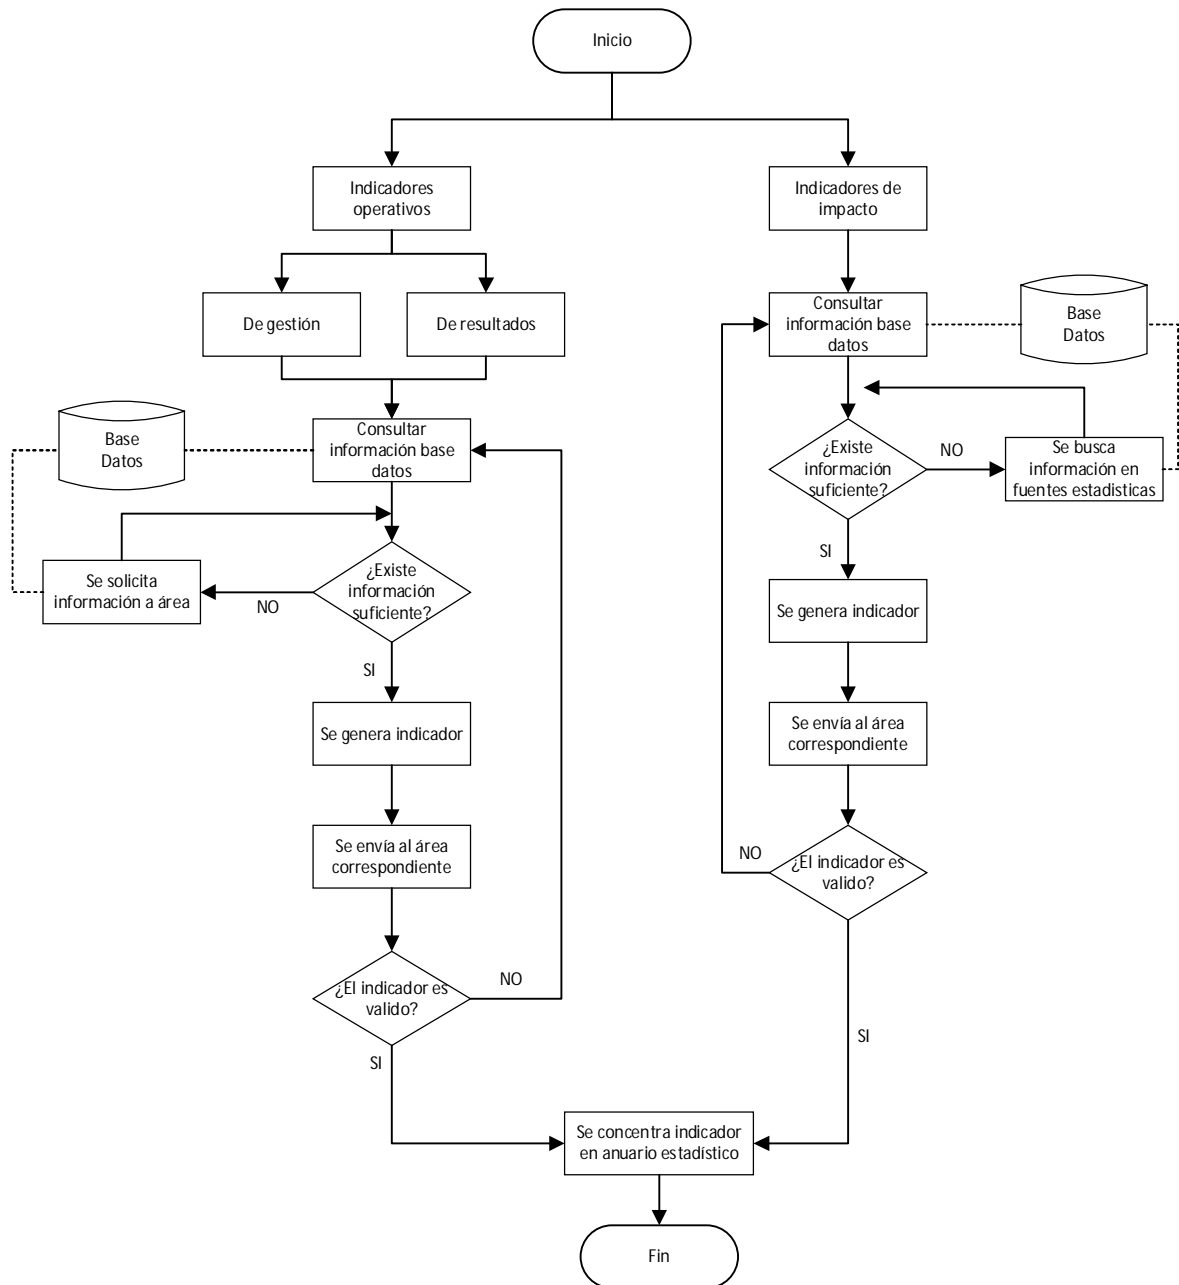 Inicio
Indicadores
operativos
Indicadores de
impacto
De gestión
De resultados
Consultar
información base
datos
Base
Datos
Base
Datos
Consultar
información base
datos
¿Existe
información
suficiente?
NO
Se busca
información en
fuentes estadisticas
SI
Se solicita
información a área
NO
¿Existe
información
suficiente?
SI
Se genera indicador
Se genera indicador
Se envía al área
correspondiente
Se envía al área
correspondiente
NO
¿El indicador es
valido?
¿El indicador es
valido?
NO
SI
SI
Se concentra indicador
en anuario estadístico
Fin